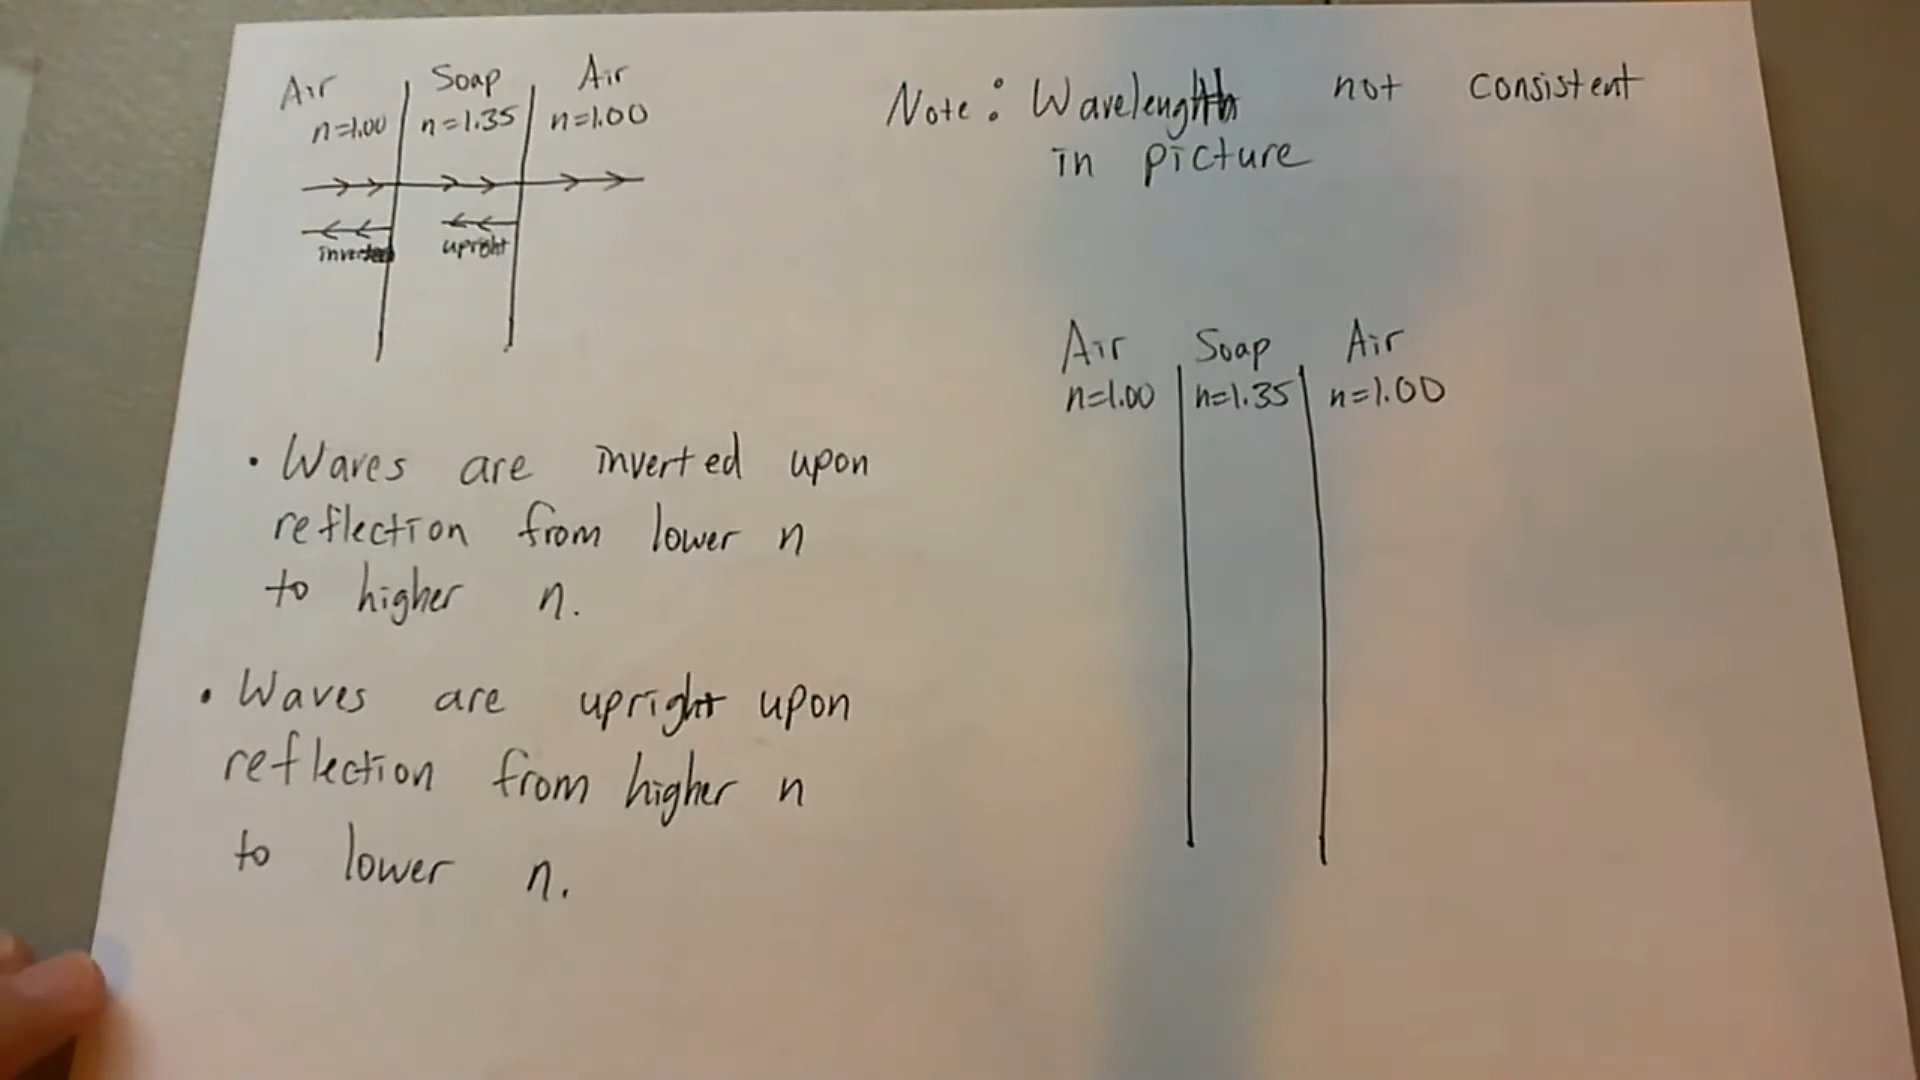 Air Soap Air
n=1.00 n=1.35 n=1.00
inverted upright
• Waves are inverted upon
reflection from lower n
to higher n.
• Waves are upright upon
reflection from higher n
to lower n.
Note: Wavelength not consistent
in picture
Air Soap Air
n=1.00 n=1.35 n=1.00